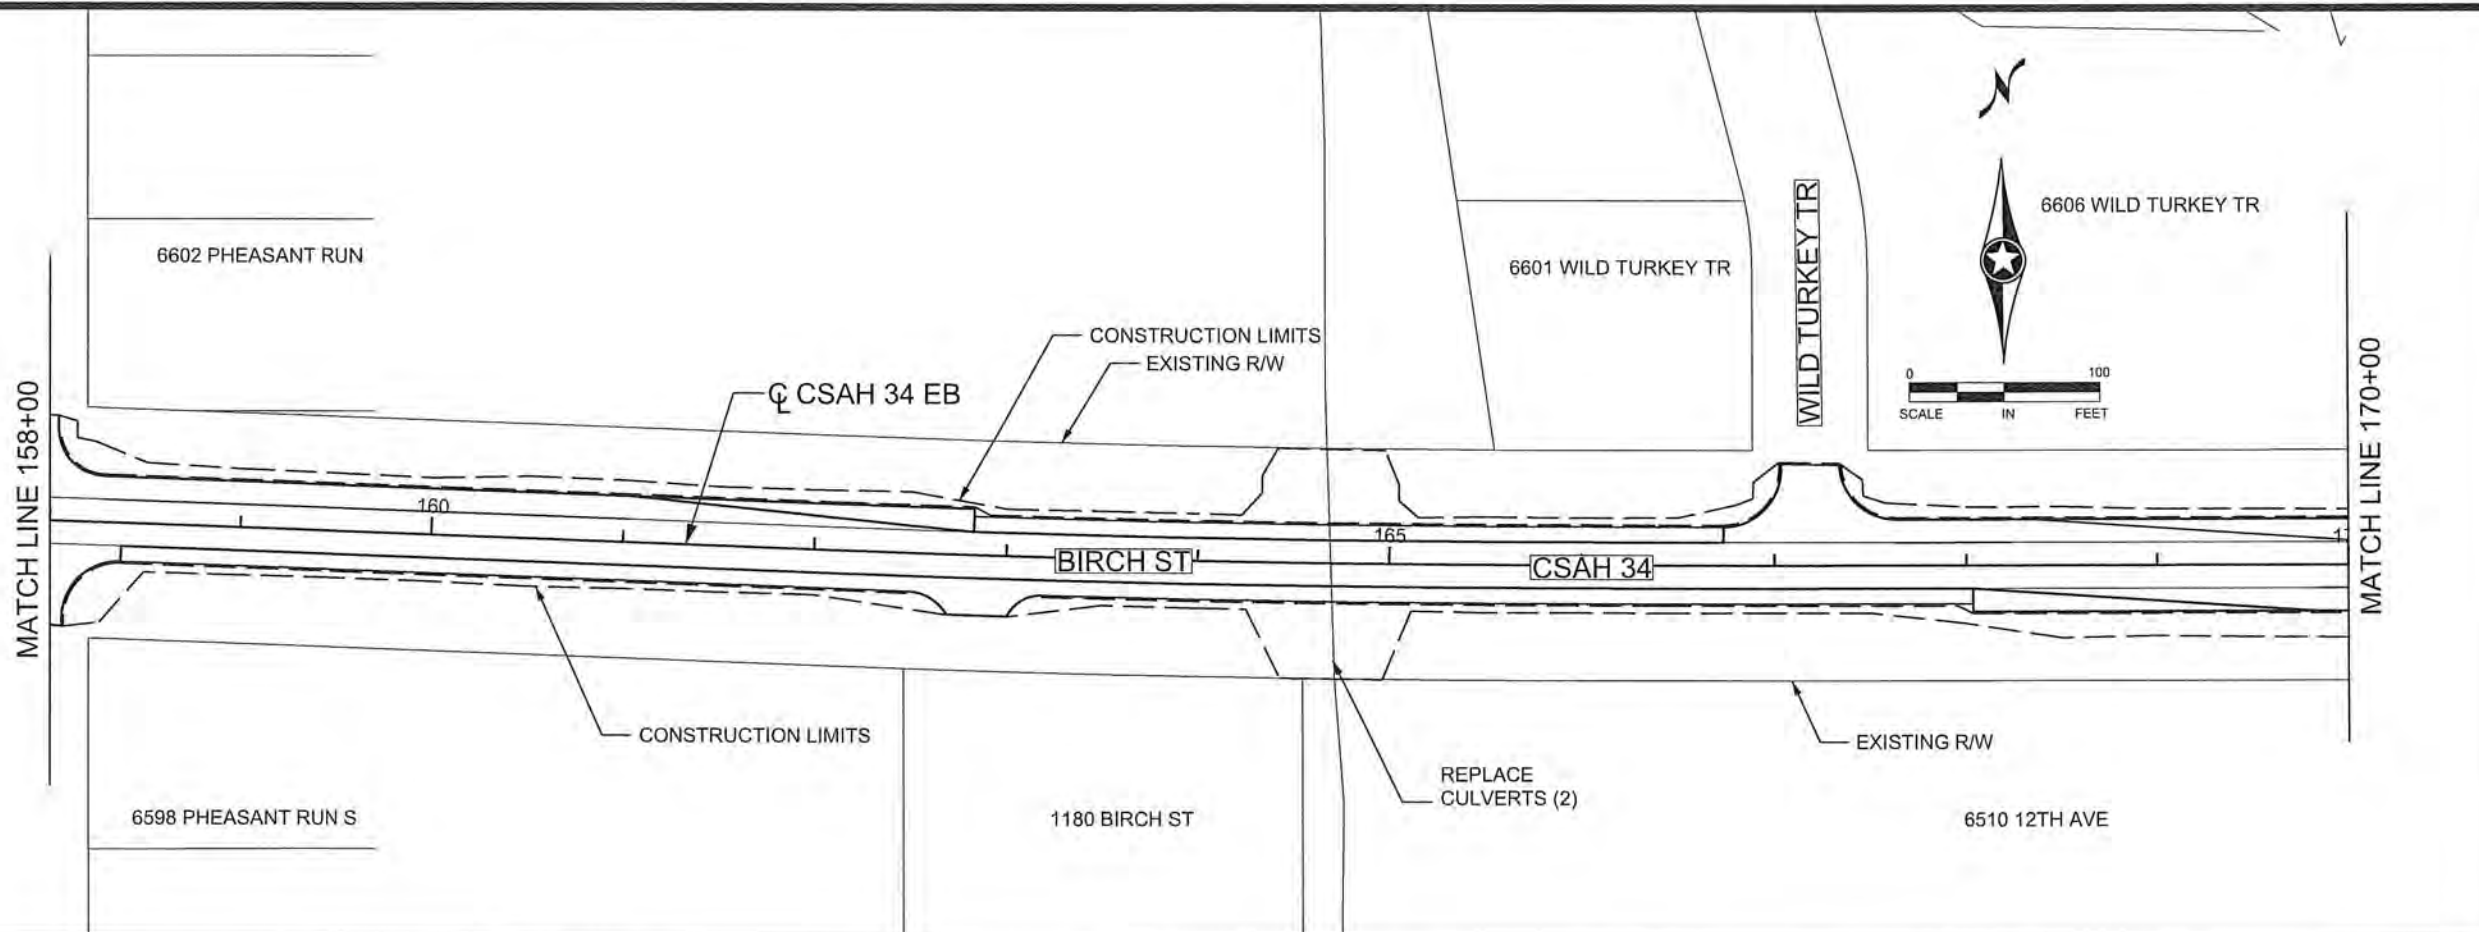 N
6602 PHEASANT RUN
6601 WILD TURKEY TR
WILD TURKEY TR
6606 WILD TURKEY TR
0 100
SCALE IN FEET
CONSTRUCTION LIMITS
EXISTING R/W
℄ CSAH 34 EB
MATCH LINE 158+00
MATCH LINE 170+00
160
165
BIRCH ST
CSAH 34
CONSTRUCTION LIMITS
EXISTING R/W
REPLACE
CULVERTS (2)
6598 PHEASANT RUN S
1180 BIRCH ST
6510 12TH AVE